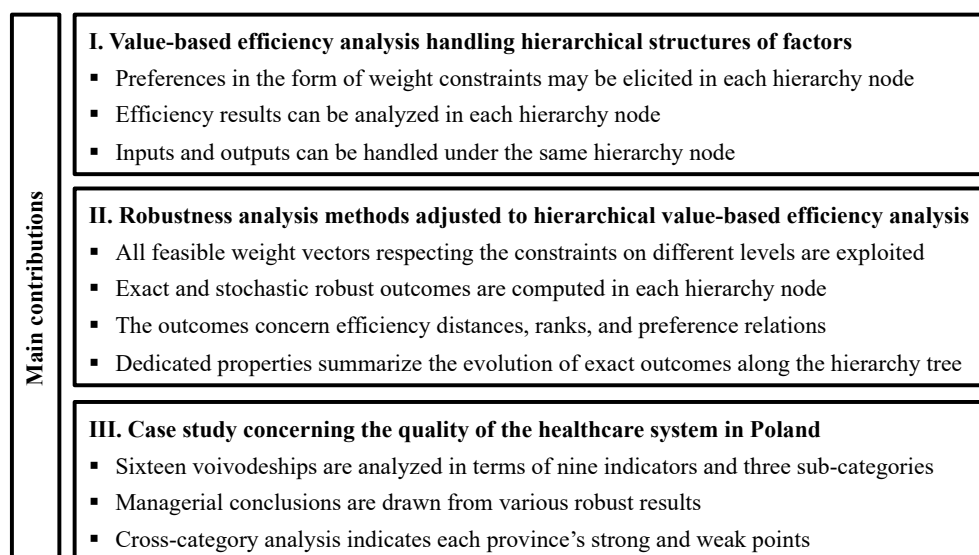 Main contributions
I. Value-based efficiency analysis handling hierarchical structures of factors
▪ Preferences in the form of weight constraints may be elicited in each hierarchy node
▪ Efficiency results can be analyzed in each hierarchy node
▪ Inputs and outputs can be handled under the same hierarchy node
II. Robustness analysis methods adjusted to hierarchical value-based efficiency analysis
▪ All feasible weight vectors respecting the constraints on different levels are exploited
▪ Exact and stochastic robust outcomes are computed in each hierarchy node
▪ The outcomes concern efficiency distances, ranks, and preference relations
▪ Dedicated properties summarize the evolution of exact outcomes along the hierarchy tree
III. Case study concerning the quality of the healthcare system in Poland
▪ Sixteen voivodeships are analyzed in terms of nine indicators and three sub-categories
▪ Managerial conclusions are drawn from various robust results
▪ Cross-category analysis indicates each province's strong and weak points